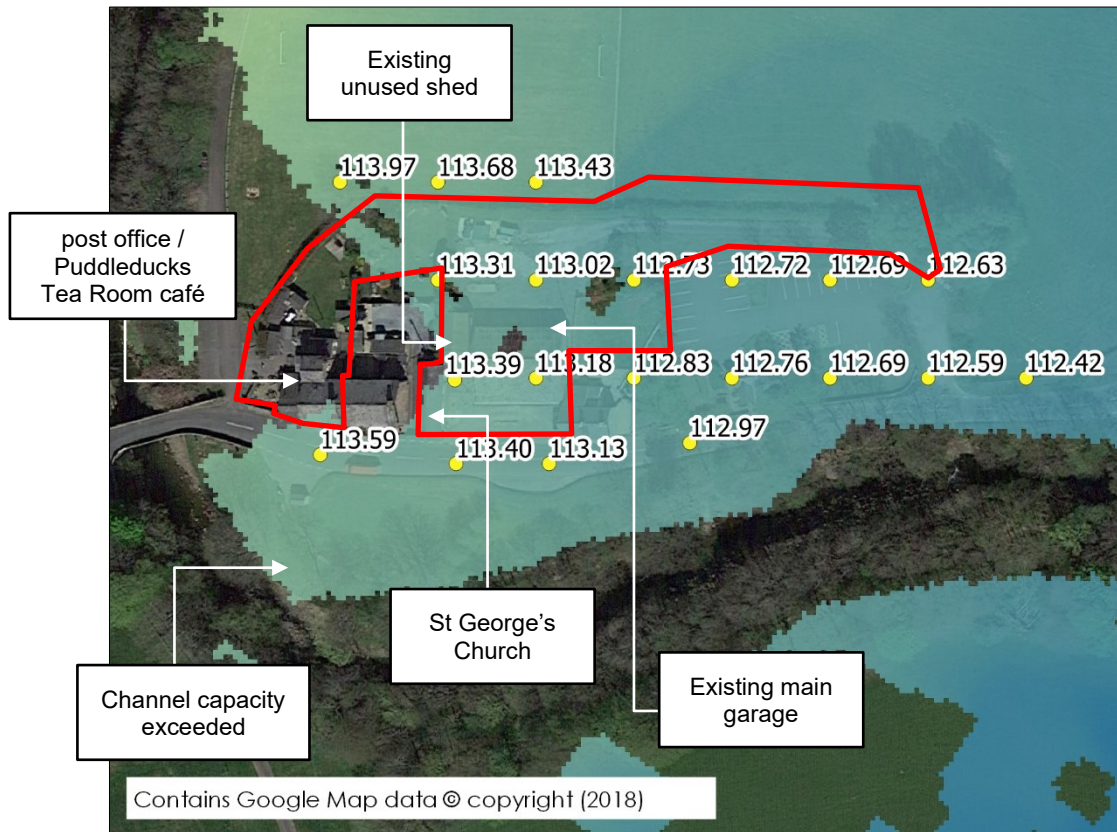 Existing
unused shed
113.97
113.68
113.43
post office /
Puddleducks
Tea Room café
113.31
113.02
112.73
112.72
112.69
112.63
113.39
113.18
112.83
112.76
112.69
112.59
112.42
113.59
113.40
113.13
112.97
St George’s
Church
Channel capacity
exceeded
Existing main
garage
Contains Google Map data © copyright (2018)